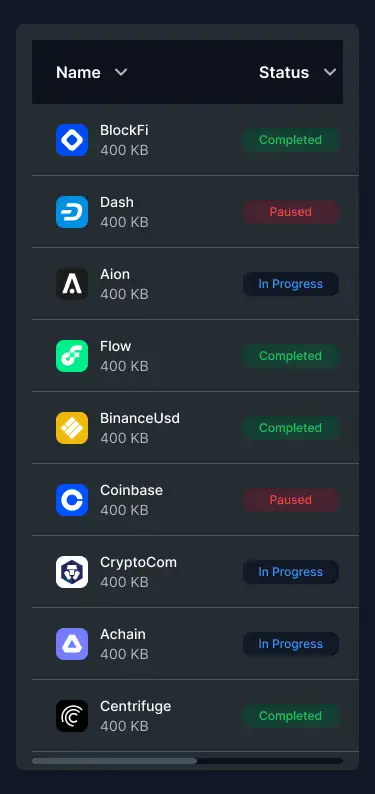 Name Status
BlockFi
400 KB
Completed
Dash
400 KB
Paused
Aion
400 KB
In Progress
Flow
400 KB
Completed
BinanceUsd
400 KB
Completed
Coinbase
400 KB
Paused
CryptoCom
400 KB
In Progress
Achain
400 KB
In Progress
Centrifuge
400 KB
Completed